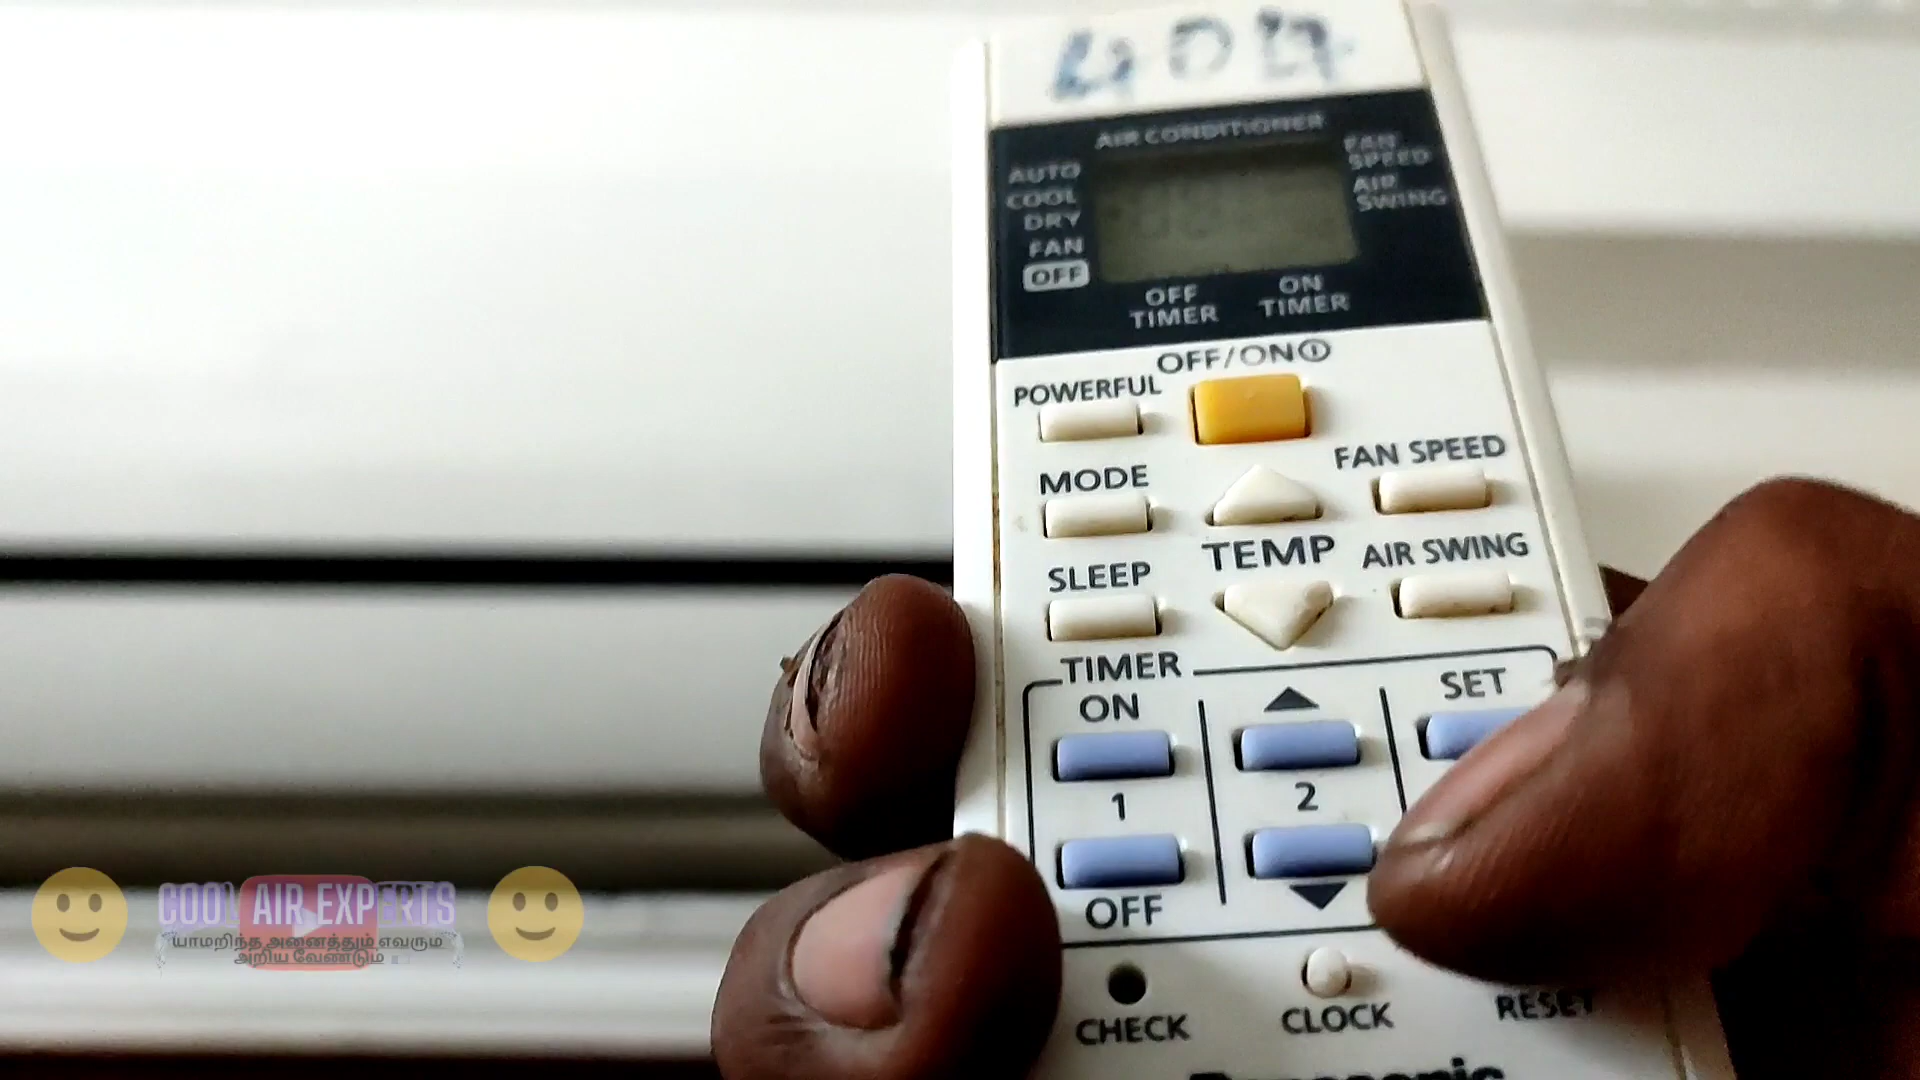 AIR CONDITIONER
AUTO
COOL
DRY
FAN
OFF
FAN
SPEED
AIR
SWING
OFF
TIMER
ON
TIMER
OFF/ON
POWERFUL
MODE
FAN SPEED
TEMP
AIR SWING
SLEEP
TIMER
ON
SET
1
2
OFF
CHECK
CLOCK
RESET
Panasonic
COOL AIR EXPERTS
யாமறிந்த அனைத்தும் எவரும்
அறிய வேண்டும்